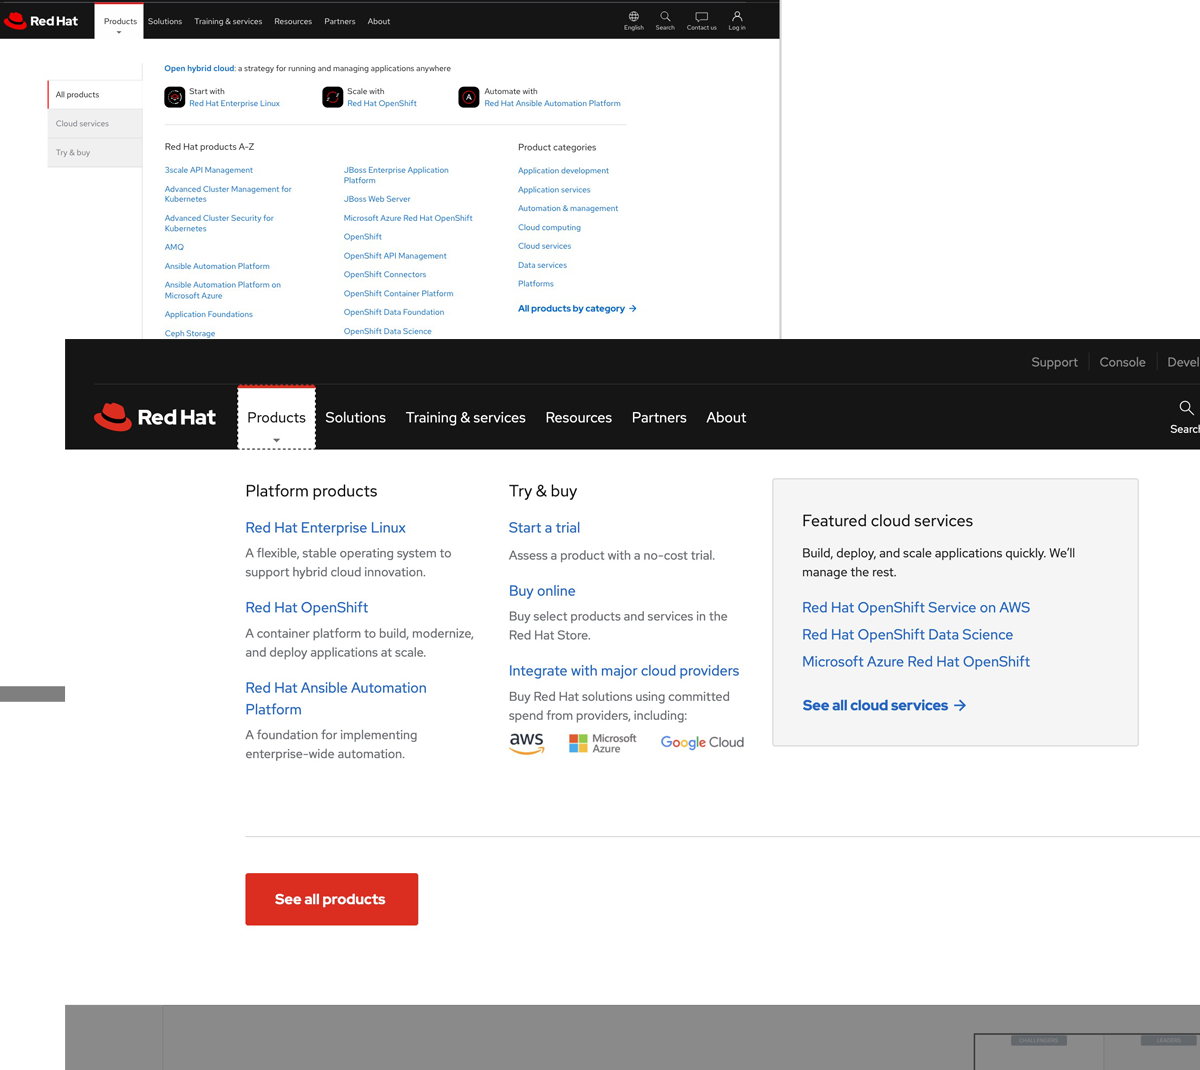 Red Hat
Products
Solutions
Training & services
Resources
Partners
About
English
Search
Contact us
Log in
All products
Cloud services
Try & buy
Open hybrid cloud: a strategy for running and managing applications anywhere
Start with
Red Hat Enterprise Linux
Scale with
Red Hat OpenShift
Automate with
Red Hat Ansible Automation Platform
Red Hat products A-Z
3scale API Management
Advanced Cluster Management for
Kubernetes
Advanced Cluster Security for
Kubernetes
AMQ
Ansible Automation Platform
Ansible Automation Platform on
Microsoft Azure
Application Foundations
Ceph Storage
JBoss Enterprise Application
Platform
JBoss Web Server
Microsoft Azure Red Hat OpenShift
OpenShift
OpenShift API Management
OpenShift Connectors
OpenShift Container Platform
OpenShift Data Foundation
OpenShift Data Science
Product categories
Application development
Application services
Automation & management
Cloud computing
Cloud services
Data services
Platforms
All products by category →
Support
Console
Devel
Red Hat
Products
Solutions
Training & services
Resources
Partners
About
Search
Platform products
Red Hat Enterprise Linux
A flexible, stable operating system to
support hybrid cloud innovation.
Red Hat OpenShift
A container platform to build, modernize,
and deploy applications at scale.
Red Hat Ansible Automation
Platform
A foundation for implementing
enterprise-wide automation.
Try & buy
Start a trial
Assess a product with a no-cost trial.
Buy online
Buy select products and services in the
Red Hat Store.
Integrate with major cloud providers
Buy Red Hat solutions using committed
spend from providers, including:
aws
Microsoft
Azure
Google Cloud
Featured cloud services
Build, deploy, and scale applications quickly. We'll
manage the rest.
Red Hat OpenShift Service on AWS
Red Hat OpenShift Data Science
Microsoft Azure Red Hat OpenShift
See all cloud services →
See all products
CHALLENGERS
LEADERS